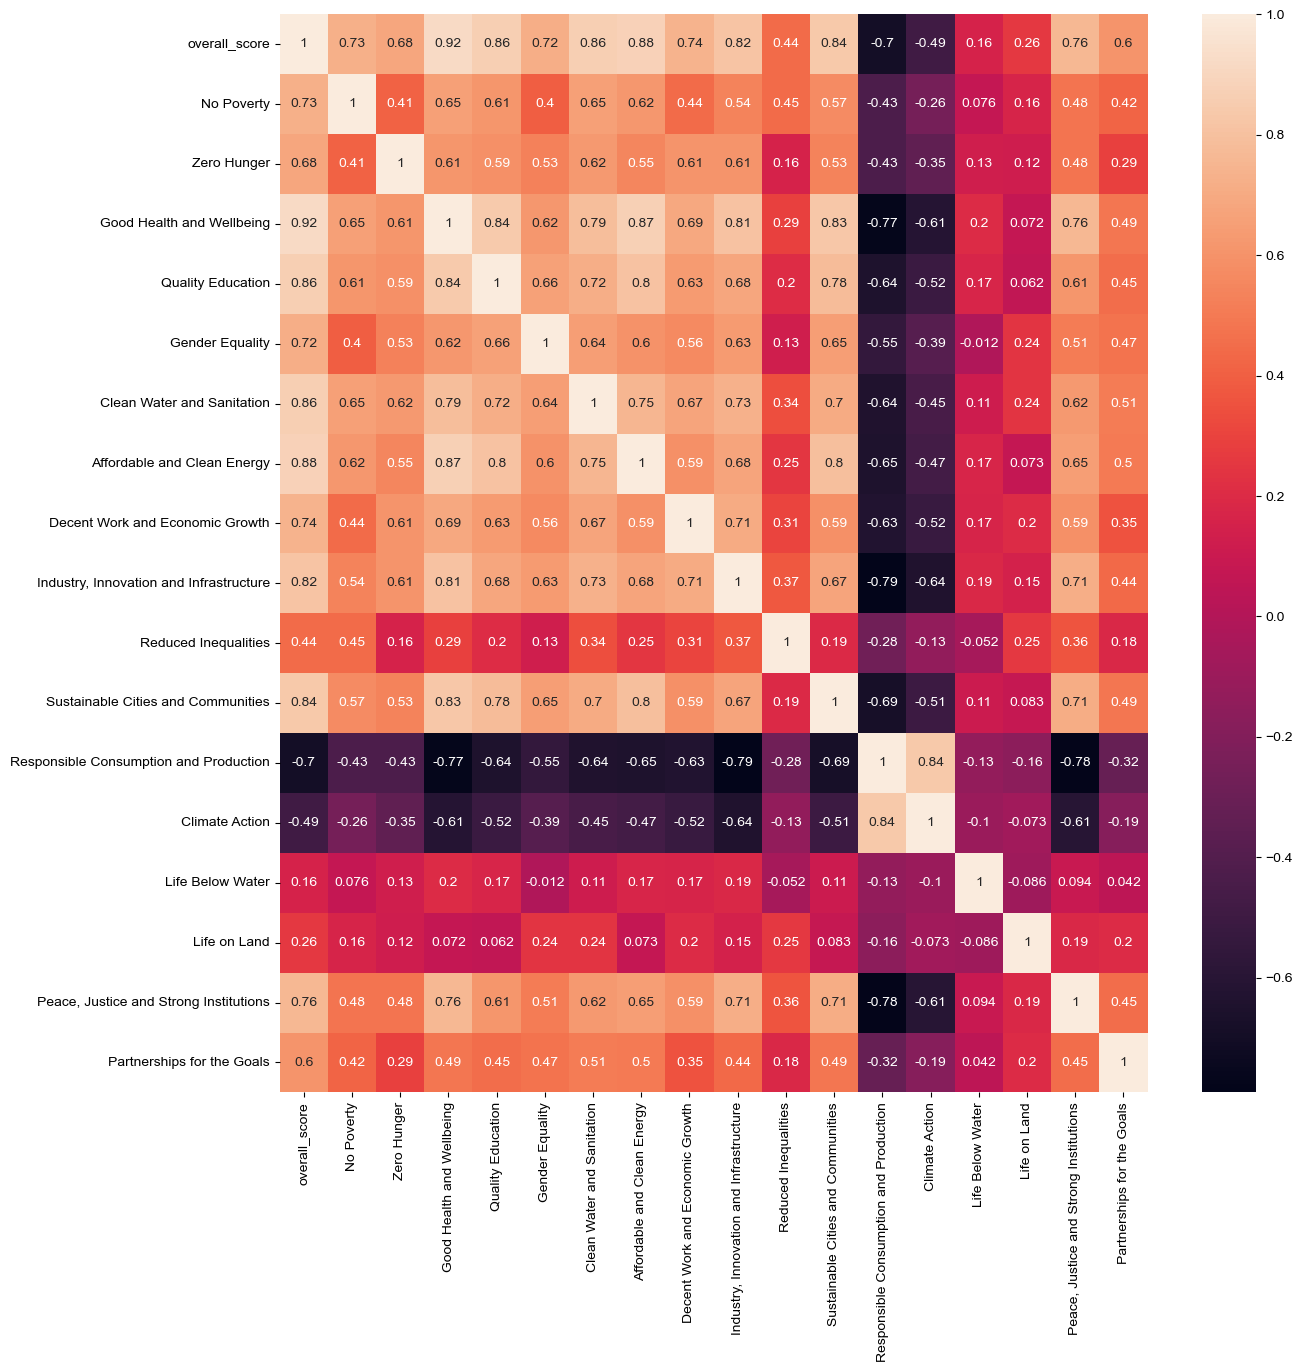 overall_score 1 0.73 0.68 0.92 0.86 0.72 0.86 0.88 0.74 0.82 0.44 0.84 -0.7 -0.49 0.16 0.26 0.76 0.6
No Poverty 0.73 1 0.41 0.65 0.61 0.4 0.65 0.62 0.44 0.54 0.45 0.57 -0.43 -0.26 0.076 0.16 0.48 0.42
Zero Hunger 0.68 0.41 1 0.61 0.59 0.53 0.62 0.55 0.61 0.61 0.16 0.53 -0.43 -0.35 0.13 0.12 0.48 0.29
Good Health and Wellbeing 0.92 0.65 0.61 1 0.84 0.62 0.79 0.87 0.69 0.81 0.29 0.83 -0.77 -0.61 0.2 0.072 0.76 0.49
Quality Education 0.86 0.61 0.59 0.84 1 0.66 0.72 0.8 0.63 0.68 0.2 0.78 -0.64 -0.52 0.17 0.062 0.61 0.45
Gender Equality 0.72 0.4 0.53 0.62 0.66 1 0.64 0.6 0.56 0.63 0.13 0.65 -0.55 -0.39 -0.012 0.24 0.51 0.47
Clean Water and Sanitation 0.86 0.65 0.62 0.79 0.72 0.64 1 0.75 0.67 0.73 0.34 0.7 -0.64 -0.45 0.11 0.24 0.62 0.51
Affordable and Clean Energy 0.88 0.62 0.55 0.87 0.8 0.6 0.75 1 0.59 0.68 0.25 0.8 -0.65 -0.47 0.17 0.073 0.65 0.5
Decent Work and Economic Growth 0.74 0.44 0.61 0.69 0.63 0.56 0.67 0.59 1 0.71 0.31 0.59 -0.63 -0.52 0.17 0.2 0.59 0.35
Industry, Innovation and Infrastructure 0.82 0.54 0.61 0.81 0.68 0.63 0.73 0.68 0.71 1 0.37 0.67 -0.79 -0.64 0.19 0.15 0.71 0.44
Reduced Inequalities 0.44 0.45 0.16 0.29 0.2 0.13 0.34 0.25 0.31 0.37 1 0.19 -0.28 -0.13 -0.052 0.25 0.36 0.18
Sustainable Cities and Communities 0.84 0.57 0.53 0.83 0.78 0.65 0.7 0.8 0.59 0.67 0.19 1 -0.69 -0.51 0.11 0.083 0.71 0.49
Responsible Consumption and Production -0.7 -0.43 -0.43 -0.77 -0.64 -0.55 -0.64 -0.65 -0.63 -0.79 -0.28 -0.69 1 0.84 -0.13 -0.16 -0.78 -0.32
Climate Action -0.49 -0.26 -0.35 -0.61 -0.52 -0.39 -0.45 -0.47 -0.52 -0.64 -0.13 -0.51 0.84 1 -0.1 -0.073 -0.61 -0.19
Life Below Water 0.16 0.076 0.13 0.2 0.17 -0.012 0.11 0.17 0.17 0.19 -0.052 0.11 -0.13 -0.1 1 -0.086 0.094 0.042
Life on Land 0.26 0.16 0.12 0.072 0.062 0.24 0.24 0.073 0.2 0.15 0.25 0.083 -0.16 -0.073 -0.086 1 0.19 0.2
Peace, Justice and Strong Institutions 0.76 0.48 0.48 0.76 0.61 0.51 0.62 0.65 0.59 0.71 0.36 0.71 -0.78 -0.61 0.094 0.19 1 0.45
Partnerships for the Goals 0.6 0.42 0.29 0.49 0.45 0.47 0.51 0.5 0.35 0.44 0.18 0.49 -0.32 -0.19 0.042 0.2 0.45 1
overall_score
No Poverty
Zero Hunger
Good Health and Wellbeing
Quality Education
Gender Equality
Clean Water and Sanitation
Affordable and Clean Energy
Decent Work and Economic Growth
Industry, Innovation and Infrastructure
Reduced Inequalities
Sustainable Cities and Communities
Responsible Consumption and Production
Climate Action
Life Below Water
Life on Land
Peace, Justice and Strong Institutions
Partnerships for the Goals
1.0
0.8
0.6
0.4
0.2
0.0
−0.2
−0.4
−0.6